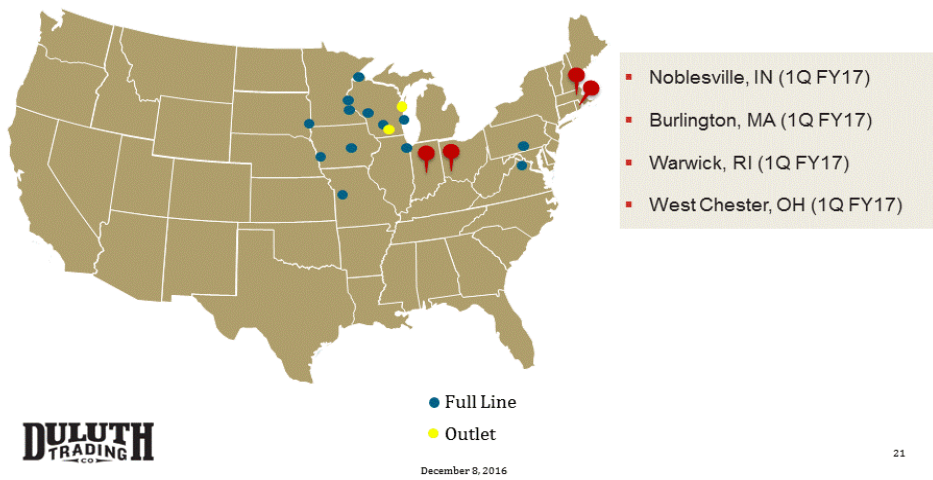 Noblesville, IN (1Q FY17)
Burlington, MA (1Q FY17)
Warwick, RI (1Q FY17)
West Chester, OH (1Q FY17)
Full Line
Outlet
DULUTH
TRADING
CO
21
December 8, 2016